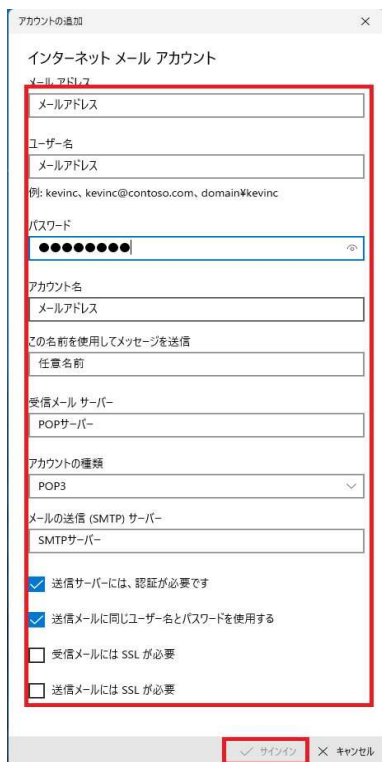 アカウントの追加
インターネット メール アカウント
メール アドレス
メールアドレス
ユーザー名
メールアドレス
例: kevinc、kevinc@contoso.com、domain¥kevinc
パスワード
●●●●●●●●
アカウント名
メールアドレス
この名前を使用してメッセージを送信
任意名前
受信メール サーバー
POPサーバー
アカウントの種類
POP3
メールの送信 (SMTP) サーバー
SMTPサーバー
送信サーバーには、認証が必要です
送信メールに同じユーザー名とパスワードを使用する
受信メールには SSL が必要
送信メールには SSL が必要
サインイン
キャンセル